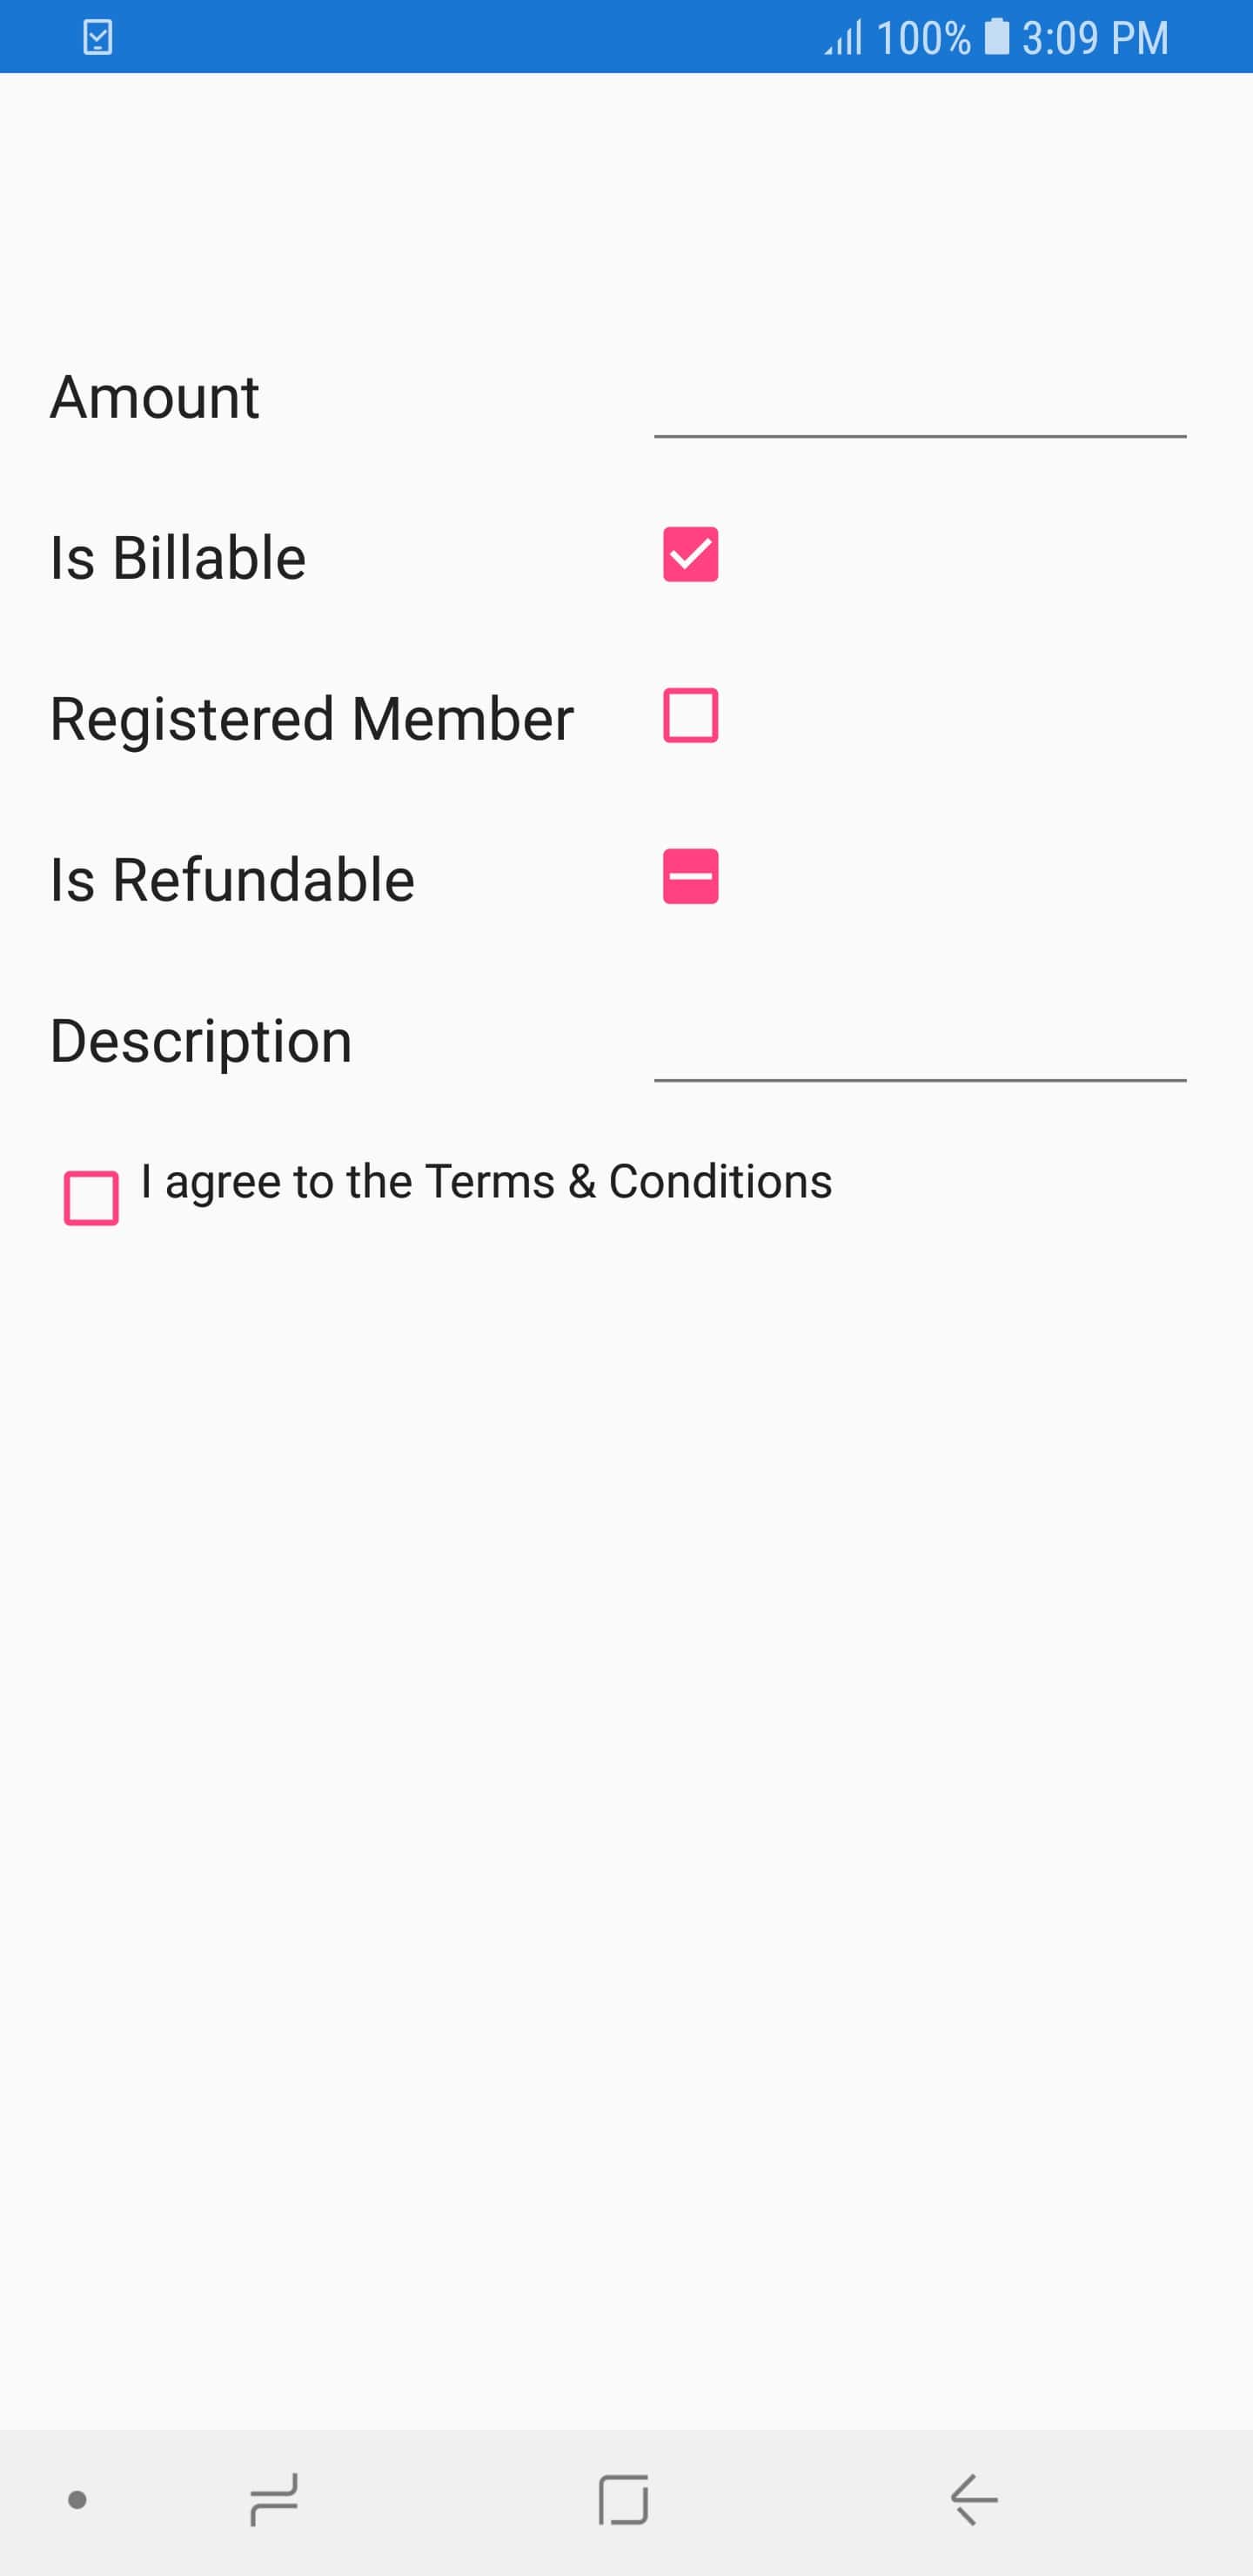 100% 3:09 PM
Amount
Is Billable
Registered Member
Is Refundable
Description
I agree to the Terms & Conditions